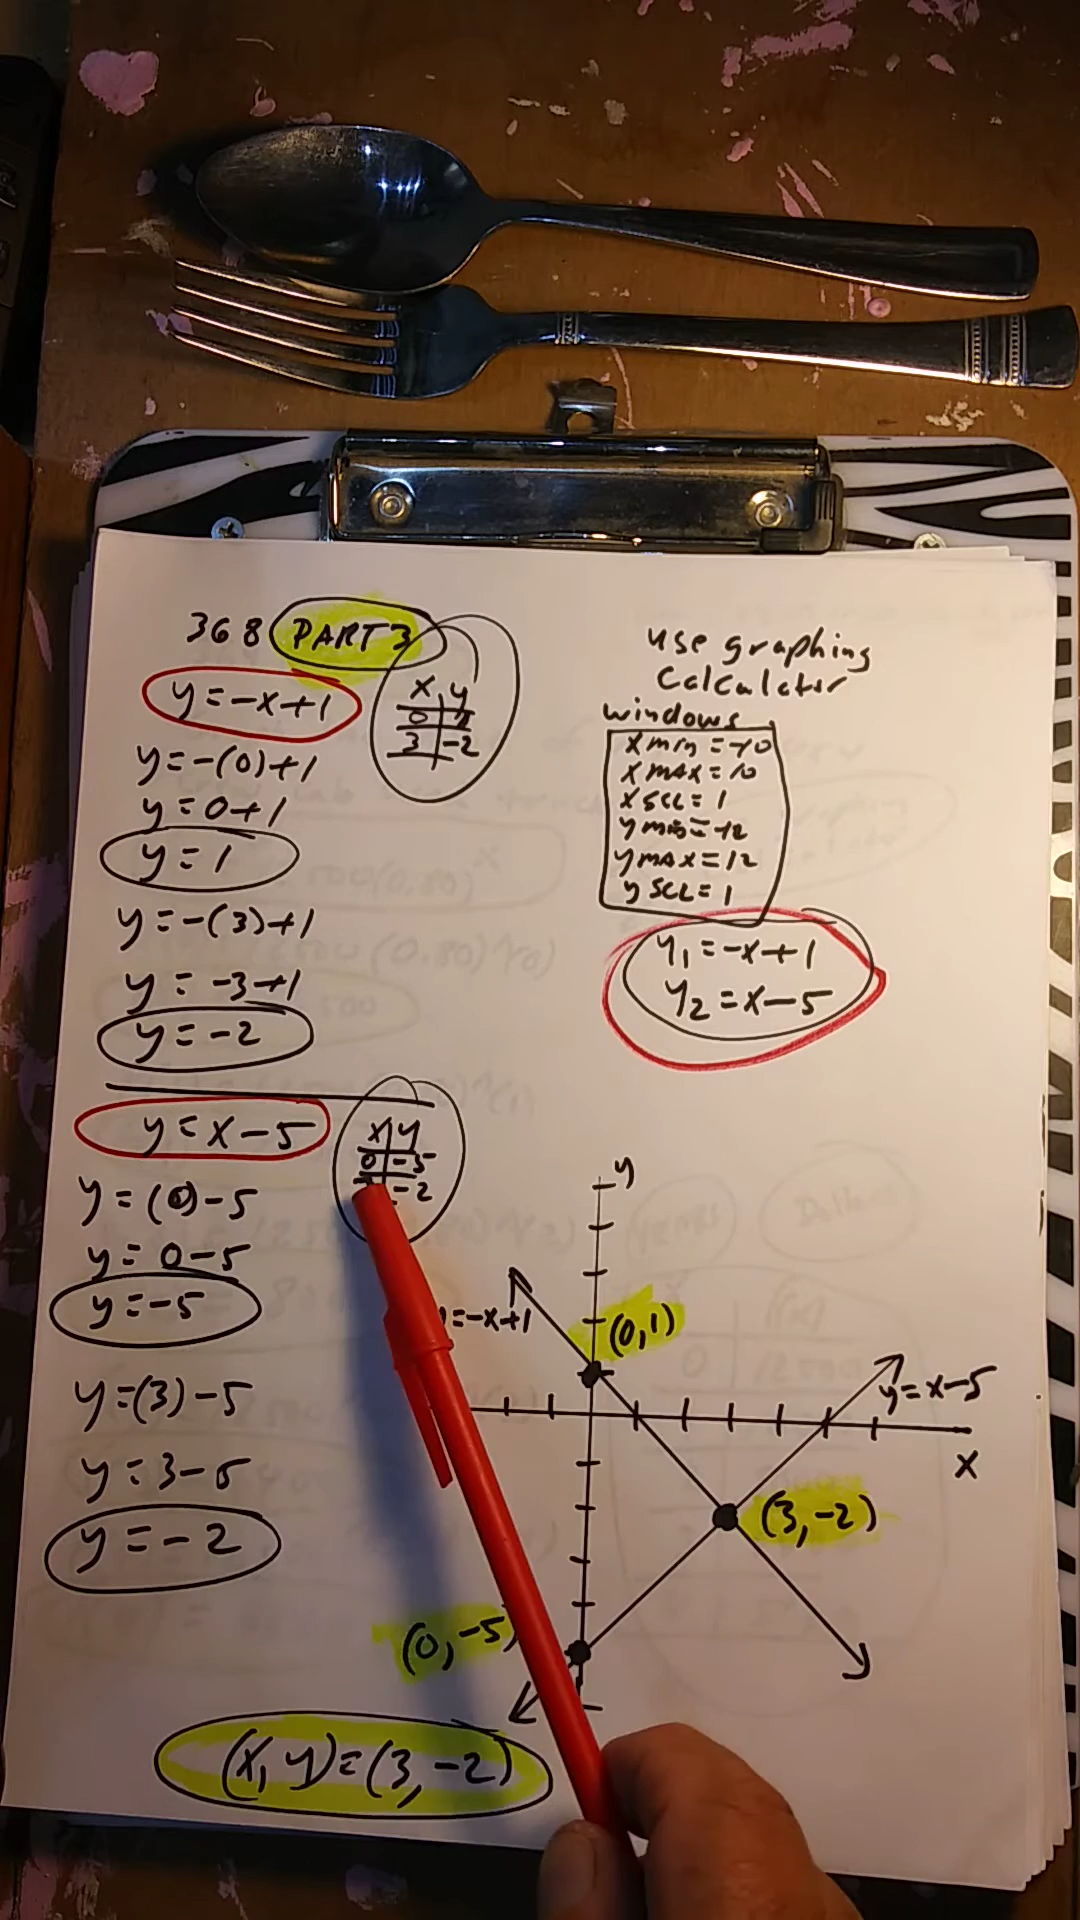 368 PART 3
y=-x+1
x y
0 1
3 -2
y=-(0)+1
y=0+1
y=1
y=-(3)+1
y=-3+1
y=-2
y=x-5
x y
0 -5
-2
y=(0)-5
y=0-5
y=-5
y=(3)-5
y=3-5
y=-2
use graphing
calculator
windows
xmin=-10
xmax=10
xscl=1
ymin=-12
ymax=12
yscl=1
y1=-x+1
y2=x-5
y
=-x+1
(0,1)
y=x-5
x
(3,-2)
(0,-5)
(x,y)=(3,-2)